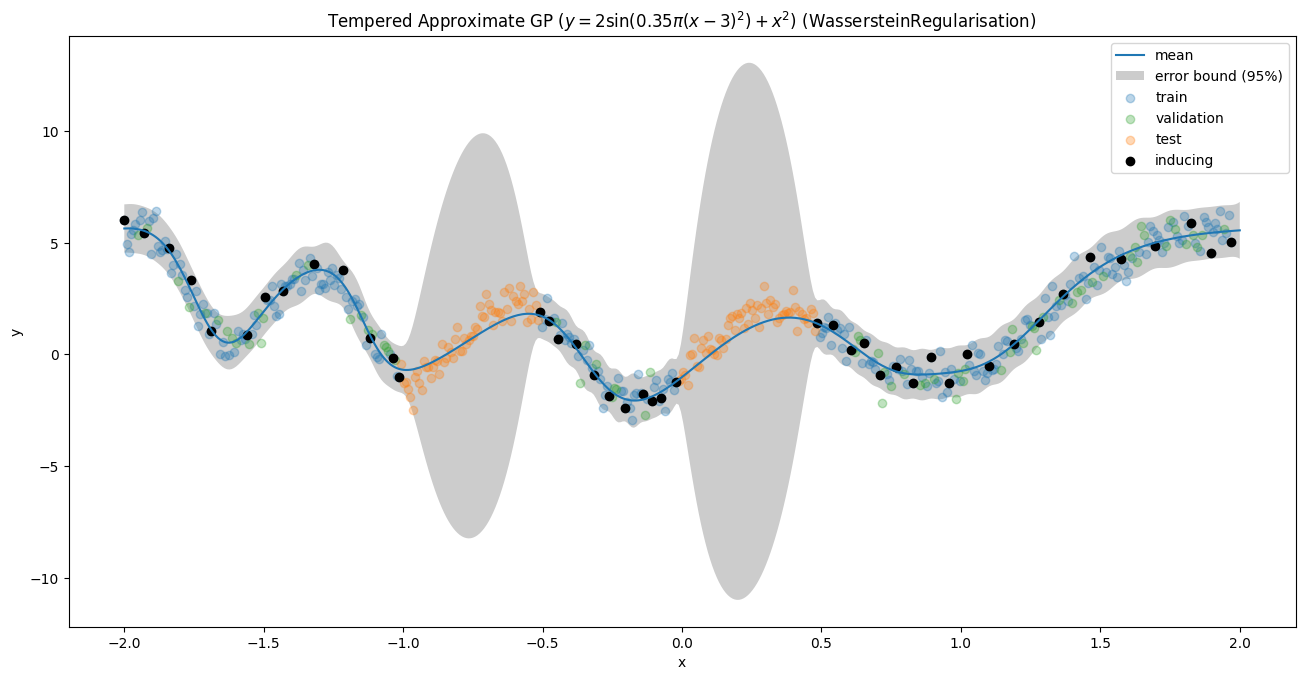 Tempered Approximate GP (y = 2sin(0.35π(x − 3)²) + x²) (WassersteinRegularisation)
mean
error bound (95%)
train
validation
test
inducing
y
10
5
0
−5
−10
−2.0 −1.5 −1.0 −0.5 0.0 0.5 1.0 1.5 2.0
x